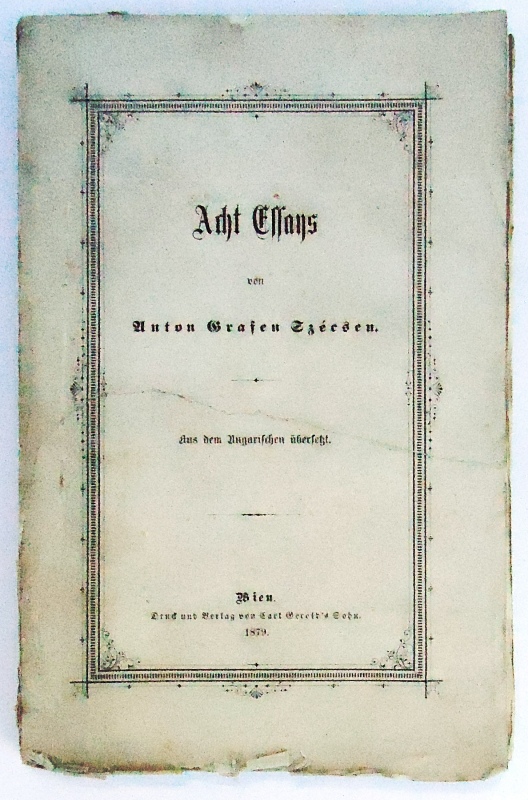 Acht Eſſays
von
Anton Grafen Szécsen.
Aus dem Ungariſchen überſetzt.
Wien.
Druck und Verlag von Carl Gerold's Sohn.
1879.